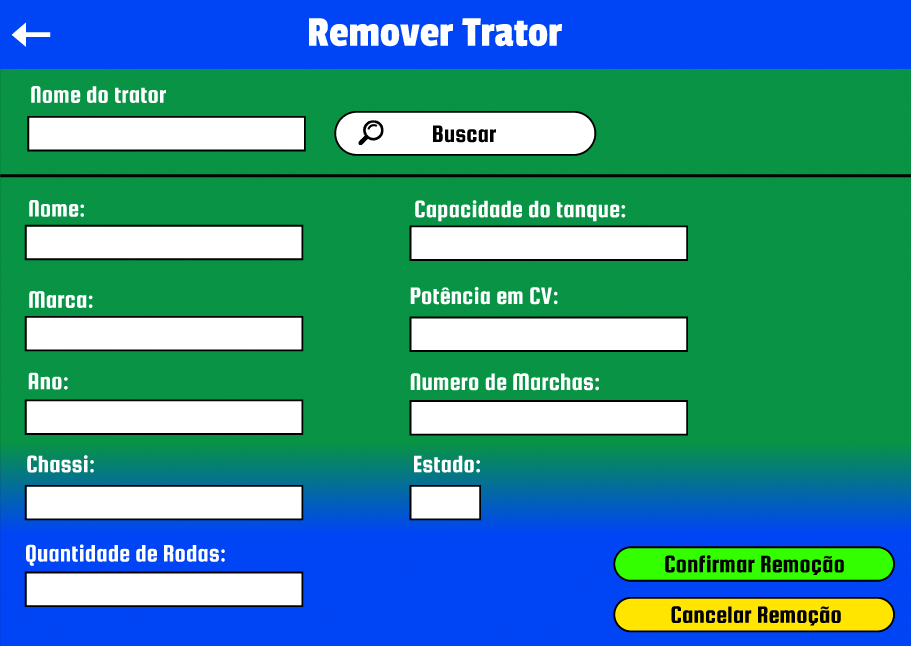 Remover Trator
Nome do trator
Buscar
Nome:
Capacidade do tanque:
Marca:
Potência em CV:
Ano:
Numero de Marchas:
Chassi:
Estado:
Quantidade de Rodas:
Confirmar Remoção
Cancelar Remoção